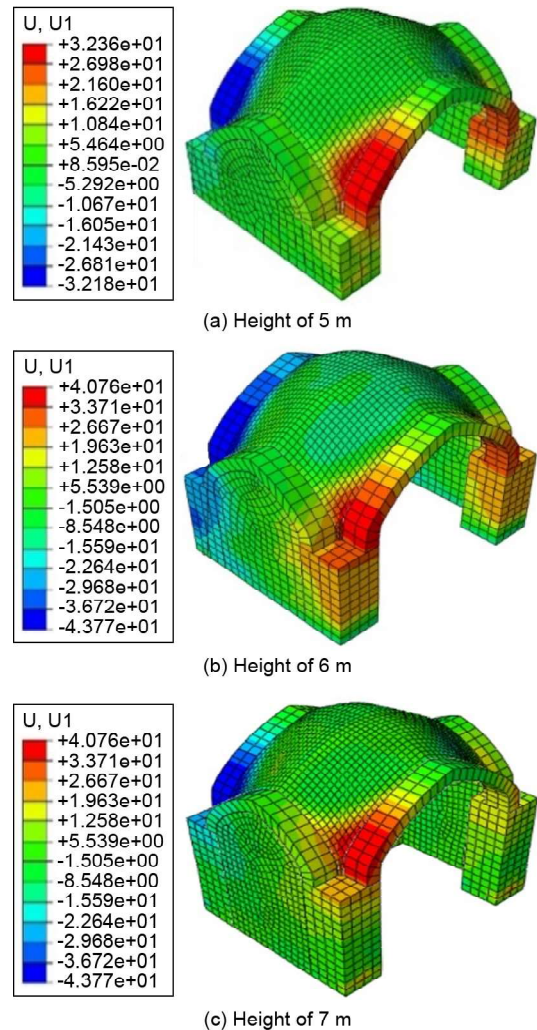 U, U1
+3.236e+01
+2.698e+01
+2.160e+01
+1.622e+01
+1.084e+01
+5.464e+00
+8.595e-02
-5.292e+00
-1.067e+01
-1.605e+01
-2.143e+01
-2.681e+01
-3.218e+01
(a) Height of 5 m
U, U1
+4.076e+01
+3.371e+01
+2.667e+01
+1.963e+01
+1.258e+01
+5.539e+00
-1.505e+00
-8.548e+00
-1.559e+01
-2.264e+01
-2.968e+01
-3.672e+01
-4.377e+01
(b) Height of 6 m
U, U1
+4.076e+01
+3.371e+01
+2.667e+01
+1.963e+01
+1.258e+01
+5.539e+00
-1.505e+00
-8.548e+00
-1.559e+01
-2.264e+01
-2.968e+01
-3.672e+01
-4.377e+01
(c) Height of 7 m